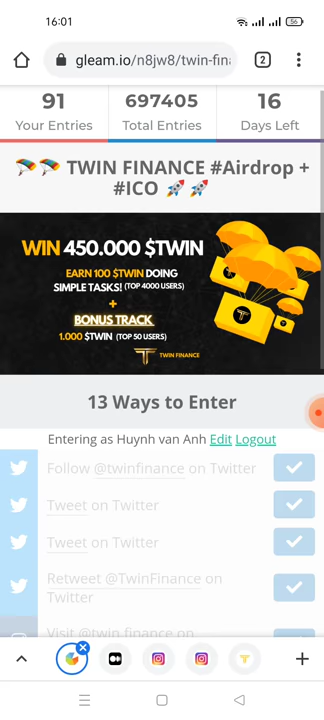 16:01
56
gleam.io/n8jw8/twin-fin
2
91
697405
16
Your Entries
Total Entries
Days Left
TWIN FINANCE #Airdrop +
#ICO
WIN 450.000 $TWIN
EARN 100 $TWIN DOING
SIMPLE TASKS! (TOP 4000 USERS)
+
BONUS TRACK
1.000 $TWIN (TOP 50 USERS)
TWIN FINANCE
13 Ways to Enter
Entering as Huynh van Anh Edit Logout
Follow @twinfinance on Twitter
Tweet on Twitter
Tweet on Twitter
Retweet @TwinFinance on
Twitter
Visit @twin.finance on